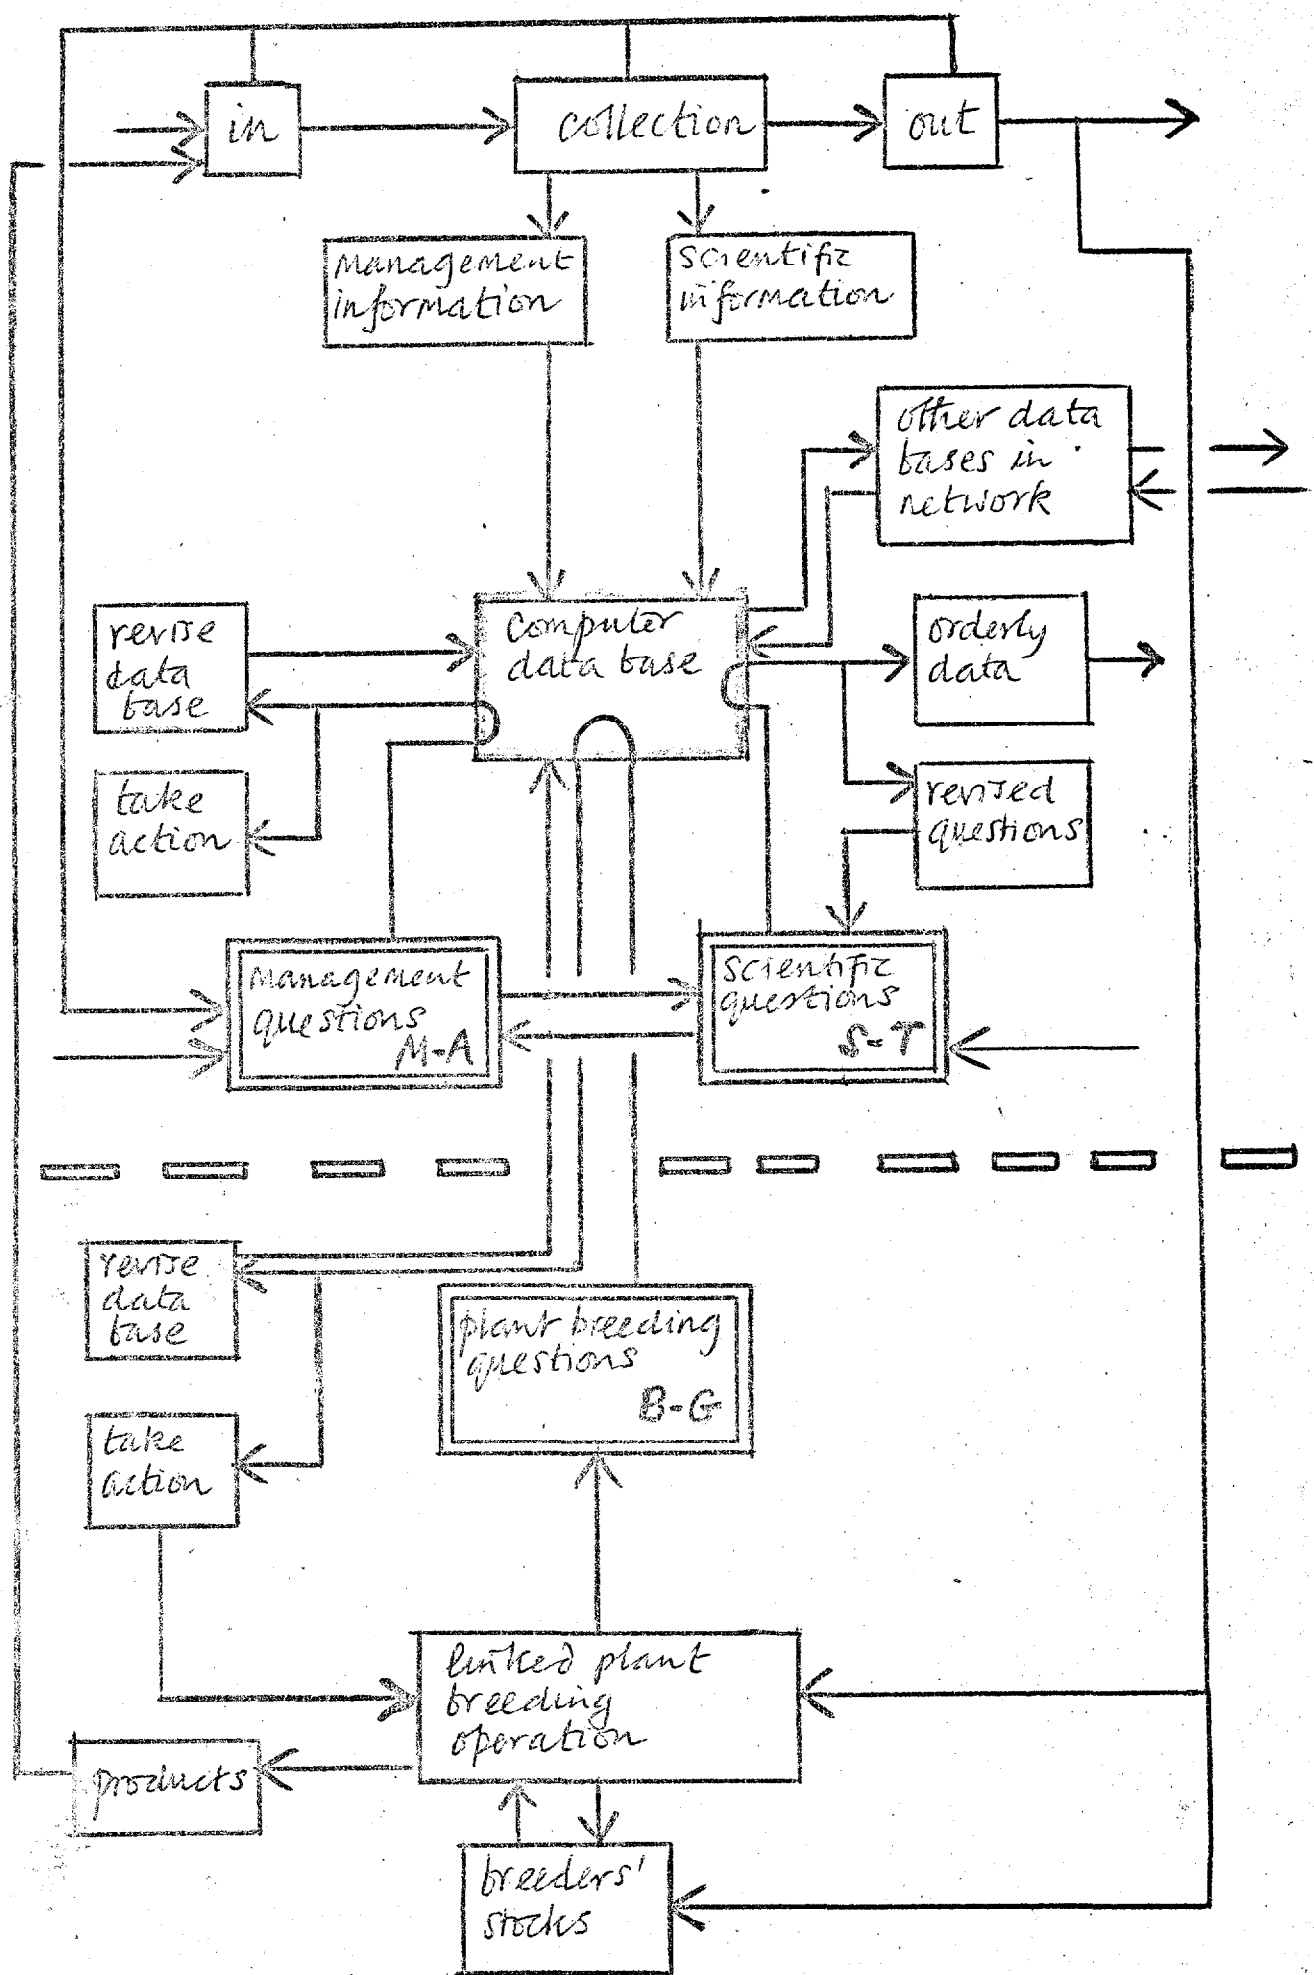 in
collection
out
management
information
scientific
information
other data
bases in
network
revise
data
base
computer
data base
orderly
data
take
action
revised
questions
management
questions
M-A
scientific
questions
S-T
revise
data
base
plant breeding
questions
B-G
take
action
linked plant
breeding
operation
products
breeders'
stocks